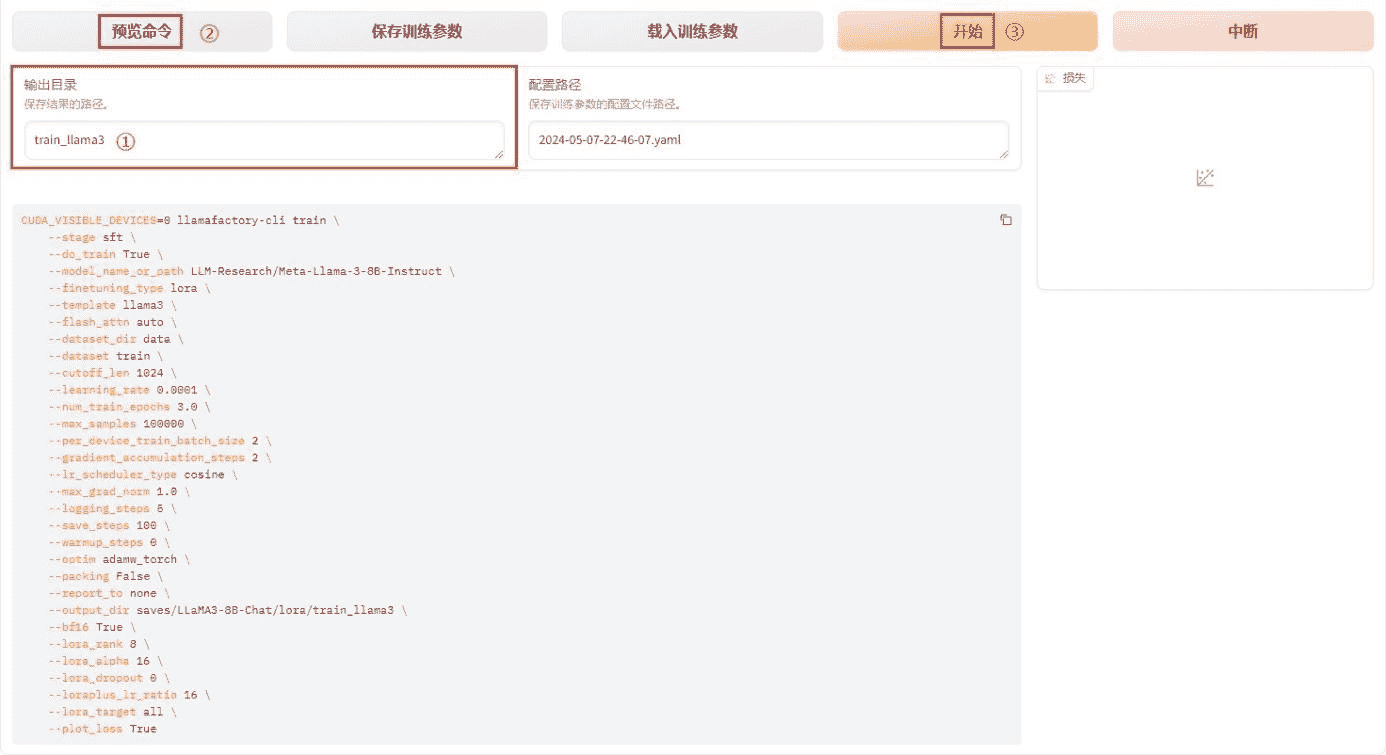 预览命令 ②
保存训练参数
载入训练参数
开始 ③
中断
输出目录
保存结果的路径。
train_llama3 ①
配置路径
保存训练参数的配置文件路径。
2024-05-07-22-46-07.yaml
损失
CUDA_VISIBLE_DEVICES=0 llamafactory-cli train \
--stage sft \
--do_train True \
--model_name_or_path LLM-Research/Meta-Llama-3-8B-Instruct \
--finetuning_type lora \
--template llama3 \
--flash_attn auto \
--dataset_dir data \
--dataset train \
--cutoff_len 1024 \
--learning_rate 0.0001 \
--num_train_epochs 3.0 \
--max_samples 100000 \
--per_device_train_batch_size 2 \
--gradient_accumulation_steps 2 \
--lr_scheduler_type cosine \
--max_grad_norm 1.0 \
--logging_steps 5 \
--save_steps 100 \
--warmup_steps 0 \
--optim adamw_torch \
--packing False \
--report_to none \
--output_dir saves/LLaMA3-8B-Chat/lora/train_llama3 \
--bf16 True \
--lora_rank 8 \
--lora_alpha 16 \
--lora_dropout 0 \
--loraplus_lr_ratio 16 \
--lora_target all \
--plot_loss True